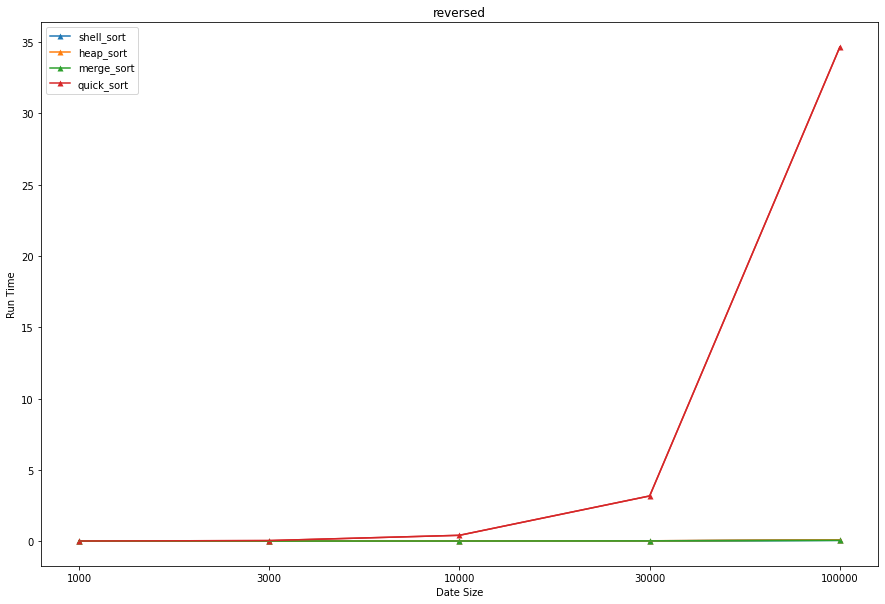 reversed
shell_sort
heap_sort
merge_sort
quick_sort
35
30
25
20
15
10
5
0
Run Time
1000 3000 10000 30000 100000
Date Size